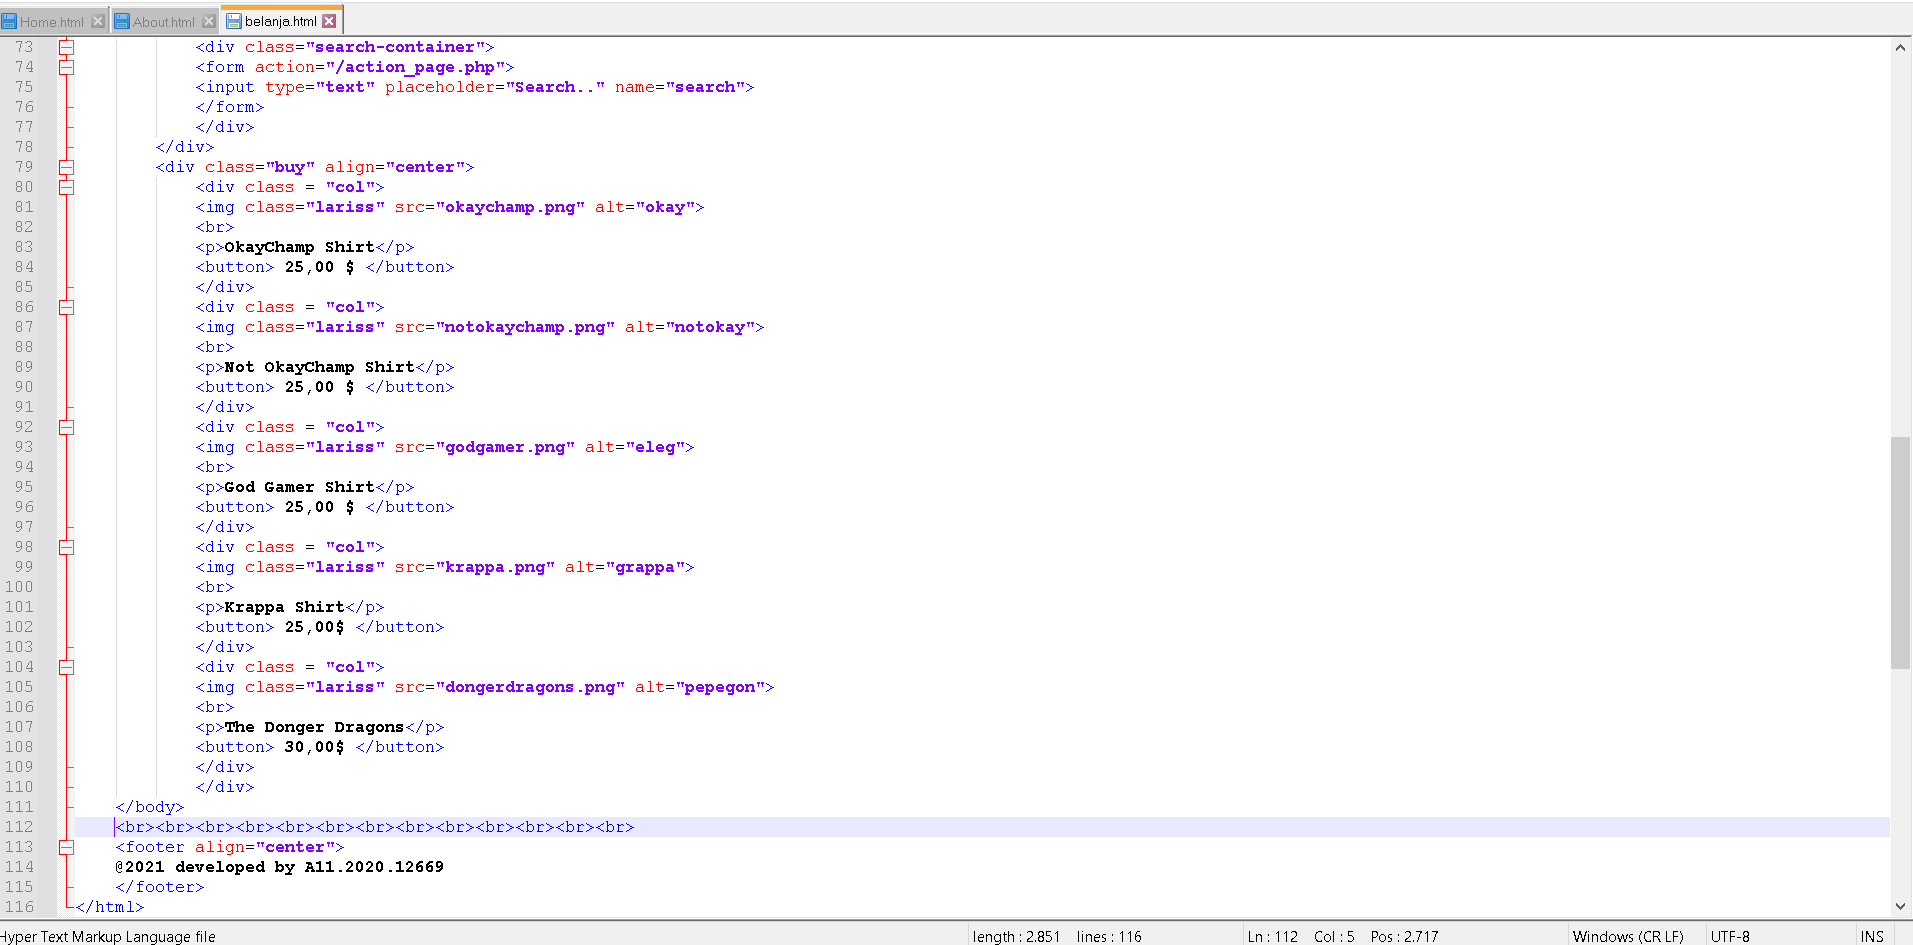 Home.html About.html belanja.html
73 <div class="search-container">
74 <form action="/action_page.php">
75 <input type="text" placeholder="Search.." name="search">
76 </form>
77 </div>
78 </div>
79 <div class="buy" align="center">
80 <div class = "col">
81 <img class="lariss" src="okaychamp.png" alt="okay">
82 <br>
83 <p>OkayChamp Shirt</p>
84 <button> 25,00 $ </button>
85 </div>
86 <div class = "col">
87 <img class="lariss" src="notokaychamp.png" alt="notokay">
88 <br>
89 <p>Not OkayChamp Shirt</p>
90 <button> 25,00 $ </button>
91 </div>
92 <div class = "col">
93 <img class="lariss" src="godgamer.png" alt="eleg">
94 <br>
95 <p>God Gamer Shirt</p>
96 <button> 25,00 $ </button>
97 </div>
98 <div class = "col">
99 <img class="lariss" src="krappa.png" alt="grappa">
100 <br>
101 <p>Krappa Shirt</p>
102 <button> 25,00$ </button>
103 </div>
104 <div class = "col">
105 <img class="lariss" src="dongerdragons.png" alt="pepegon">
106 <br>
107 <p>The Donger Dragons</p>
108 <button> 30,00$ </button>
109 </div>
110 </div>
111 </body>
112 <br><br><br><br><br><br><br><br><br><br><br><br><br>
113 <footer align="center">
114 @2021 developed by A11.2020.12669
115 </footer>
116 </html>
Hyper Text Markup Language file length : 2.851 lines : 116 Ln : 112 Col : 5 Pos : 2.717 Windows (CR LF) UTF-8 INS